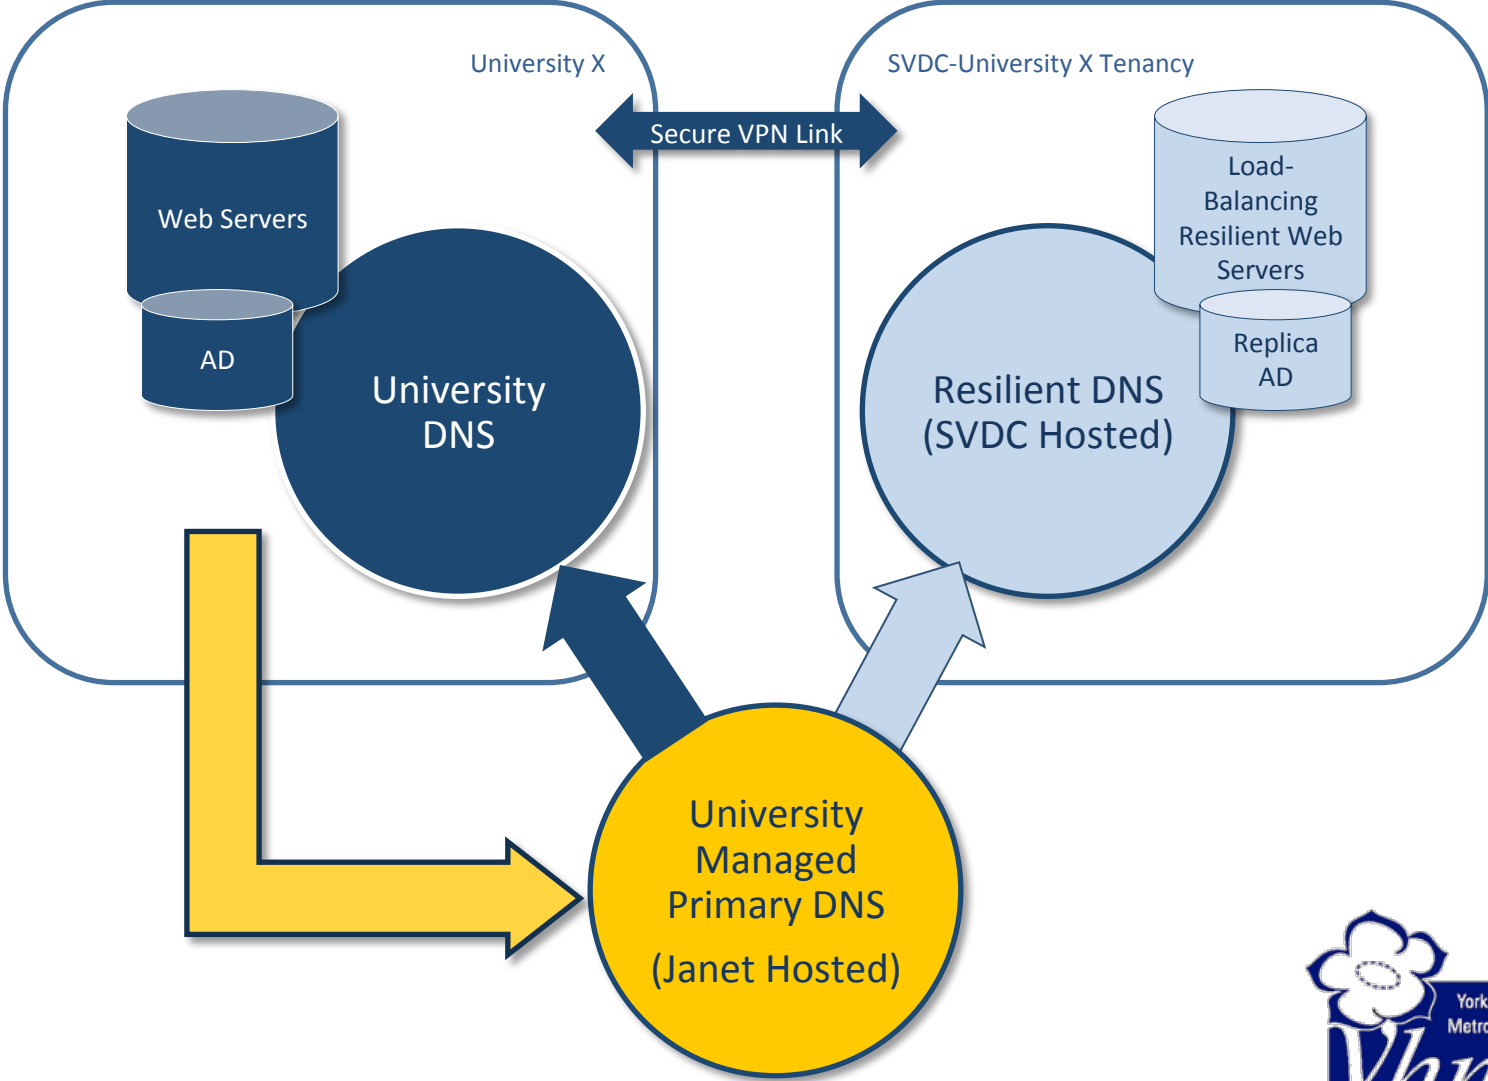 University X
SVDC-University X Tenancy
Secure VPN Link
Web Servers
AD
University
DNS
Load-
Balancing
Resilient Web
Servers
Replica
AD
Resilient DNS
(SVDC Hosted)
University
Managed
Primary DNS
(Janet Hosted)
York
Metro